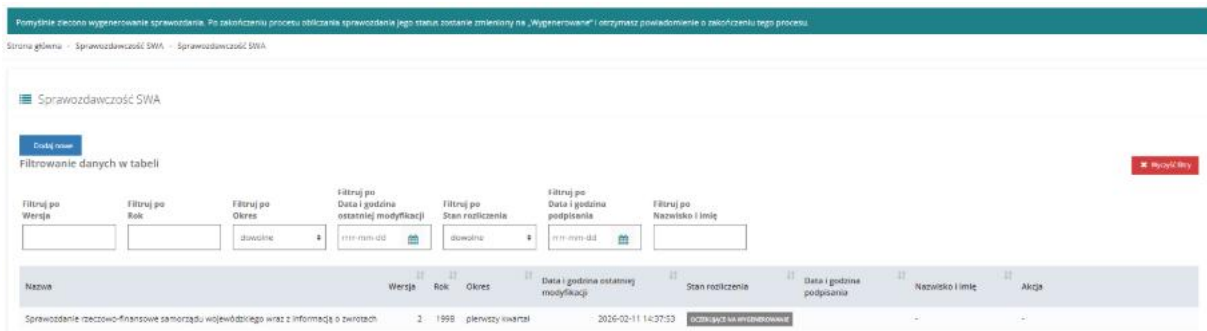 Pomyślnie zlecono wygenerowanie sprawozdania. Po zakończeniu procesu obliczania sprawozdania jego status zostanie zmieniony na „Wygenerowane" i otrzymasz powiadomienie o zakończeniu tego procesu.
Strona główna - Sprawozdawczość SWA - Sprawozdawczość SWA
Sprawozdawczość SWA
Dodaj nowe
Filtrowanie danych w tabeli
Wyczyść filtry
Filtruj po Wersja
Filtruj po Rok
Filtruj po Okres
Filtruj po Data i godzina ostatniej modyfikacji
Filtruj po Stan rozliczenia
Filtruj po Data i godzina podpisania
Filtruj po Nazwisko i imię
dowolne
rrrr-mm-dd
dowolne
rrrr-mm-dd
Nazwa Wersja Rok Okres Data i godzina ostatniej modyfikacji Stan rozliczenia Data i godzina podpisania Nazwisko i imię Akcja
Sprawozdanie rzeczowo-finansowe samorządu wojewódzkiego wraz z informacją o zwrotach 2 1998 pierwszy kwartał 2026-02-11 14:37:53 OCZEKUJĄCE NA WYGENEROWANIE - -